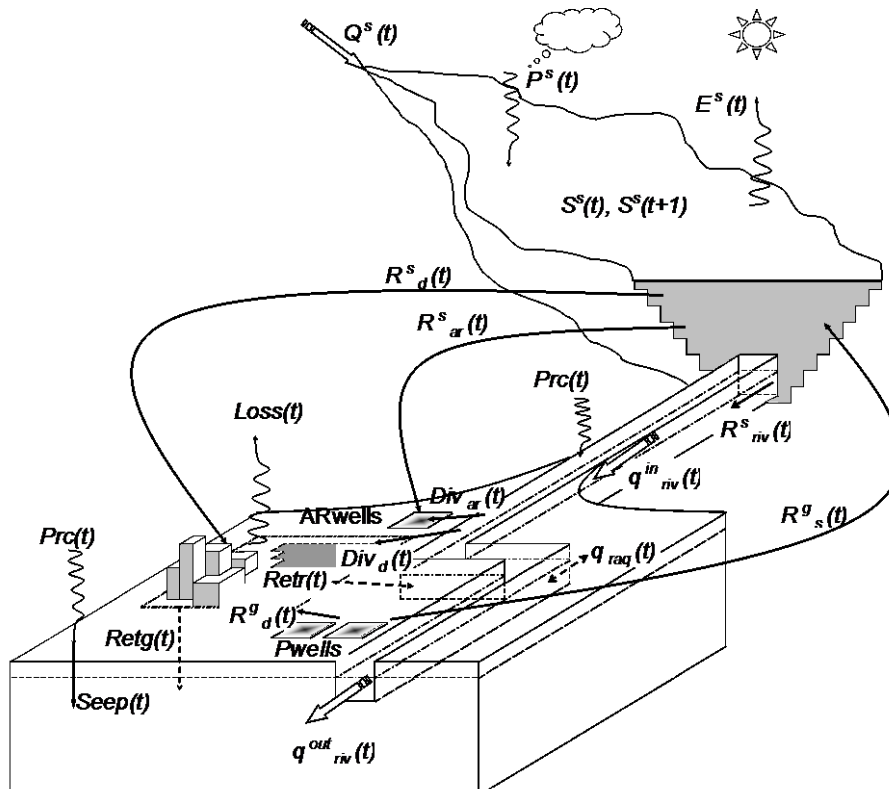 Q^s(t)
P^s(t)
E^s(t)
S^s(t), S^s(t+1)
R^s_d(t)
R^s_ar(t)
Prc(t)
Loss(t)
R^s_riv(t)
q^in_riv(t)
Div_ar(t)
ARwells
R^g_s(t)
Prc(t)
Div_d(t)
q_raq(t)
Retr(t)
R^g_d(t)
Retg(t)
Pwells
Seep(t)
q^out_riv(t)